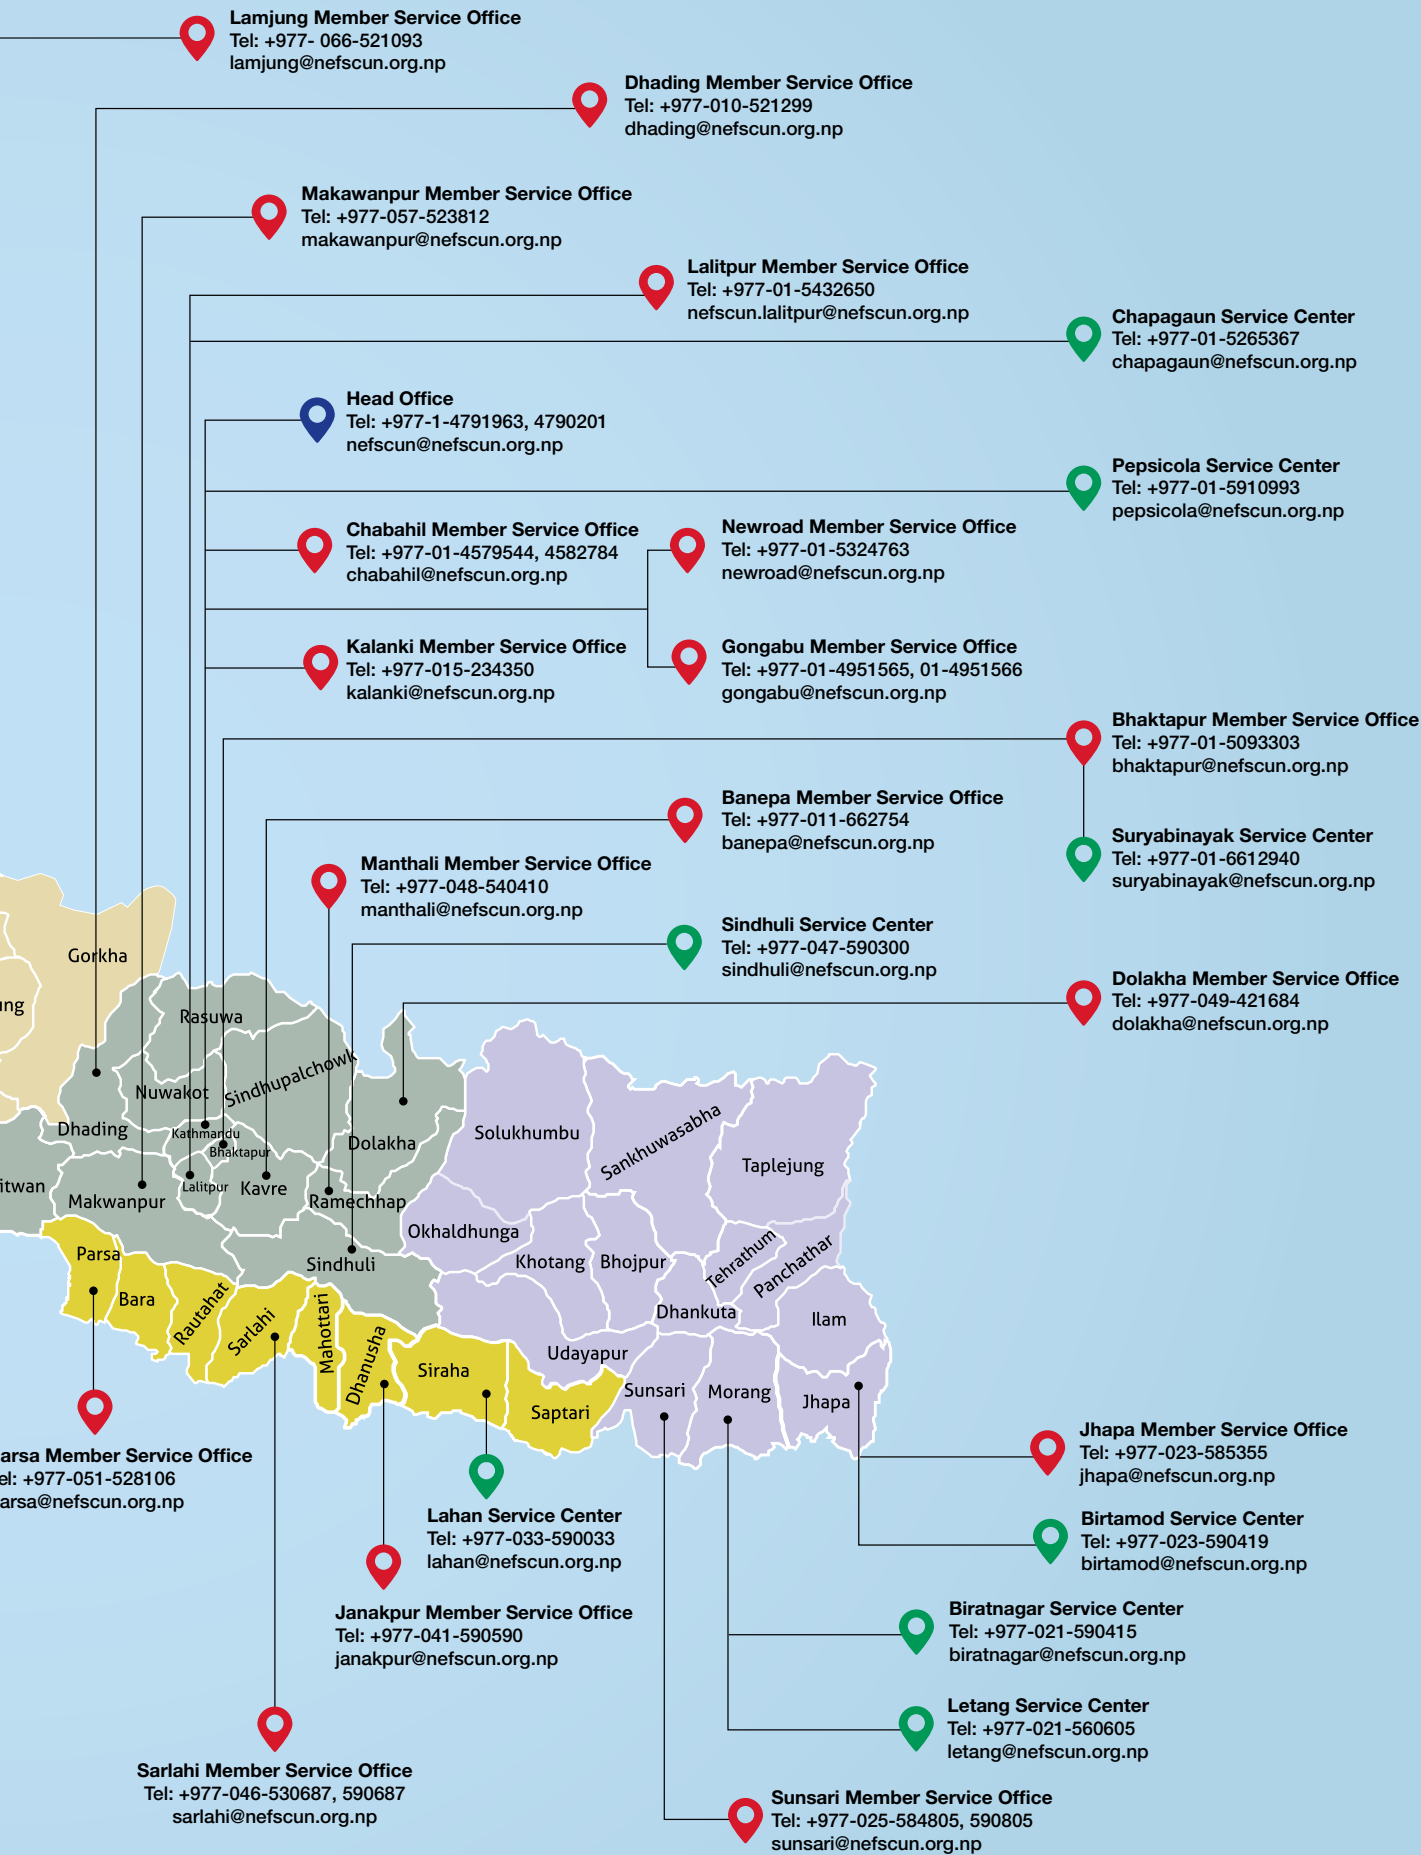 Lamjung Member Service Office
Tel: +977- 066-521093
lamjung@nefscun.org.np
Dhading Member Service Office
Tel: +977-010-521299
dhading@nefscun.org.np
Makawanpur Member Service Office
Tel: +977-057-523812
makawanpur@nefscun.org.np
Lalitpur Member Service Office
Tel: +977-01-5432650
nefscun.lalitpur@nefscun.org.np
Chapagaun Service Center
Tel: +977-01-5265367
chapagaun@nefscun.org.np
Head Office
Tel: +977-1-4791963, 4790201
nefscun@nefscun.org.np
Pepsicola Service Center
Tel: +977-01-5910993
pepsicola@nefscun.org.np
Chabahil Member Service Office
Tel: +977-01-4579544, 4582784
chabahil@nefscun.org.np
Newroad Member Service Office
Tel: +977-01-5324763
newroad@nefscun.org.np
Kalanki Member Service Office
Tel: +977-015-234350
kalanki@nefscun.org.np
Gongabu Member Service Office
Tel: +977-01-4951565, 01-4951566
gongabu@nefscun.org.np
Bhaktapur Member Service Office
Tel: +977-01-5093303
bhaktapur@nefscun.org.np
Banepa Member Service Office
Tel: +977-011-662754
banepa@nefscun.org.np
Suryabinayak Service Center
Tel: +977-01-6612940
suryabinayak@nefscun.org.np
Manthali Member Service Office
Tel: +977-048-540410
manthali@nefscun.org.np
Sindhuli Service Center
Tel: +977-047-590300
sindhuli@nefscun.org.np
Dolakha Member Service Office
Tel: +977-049-421684
dolakha@nefscun.org.np
Gorkha
ung
Rasuwa
Sindhupalchowk
Nuwakot
Dhading
Kathmandu
Bhaktapur
Dolakha
Solukhumbu
Sankhuwasabha
Taplejung
itwan
Makwanpur
Lalitpur
Kavre
Ramechhap
Okhaldhunga
Parsa
Sindhuli
Khotang
Bhojpur
Tehrathum
Panchathar
Bara
Rautahat
Sarlahi
Mahottari
Dhanusha
Dhankuta
Ilam
Udayapur
Siraha
Saptari
Sunsari
Morang
Jhapa
arsa Member Service Office
el: +977-051-528106
arsa@nefscun.org.np
Jhapa Member Service Office
Tel: +977-023-585355
jhapa@nefscun.org.np
Lahan Service Center
Tel: +977-033-590033
lahan@nefscun.org.np
Birtamod Service Center
Tel: +977-023-590419
birtamod@nefscun.org.np
Janakpur Member Service Office
Tel: +977-041-590590
janakpur@nefscun.org.np
Biratnagar Service Center
Tel: +977-021-590415
biratnagar@nefscun.org.np
Letang Service Center
Tel: +977-021-560605
letang@nefscun.org.np
Sarlahi Member Service Office
Tel: +977-046-530687, 590687
sarlahi@nefscun.org.np
Sunsari Member Service Office
Tel: +977-025-584805, 590805
sunsari@nefscun.org.np